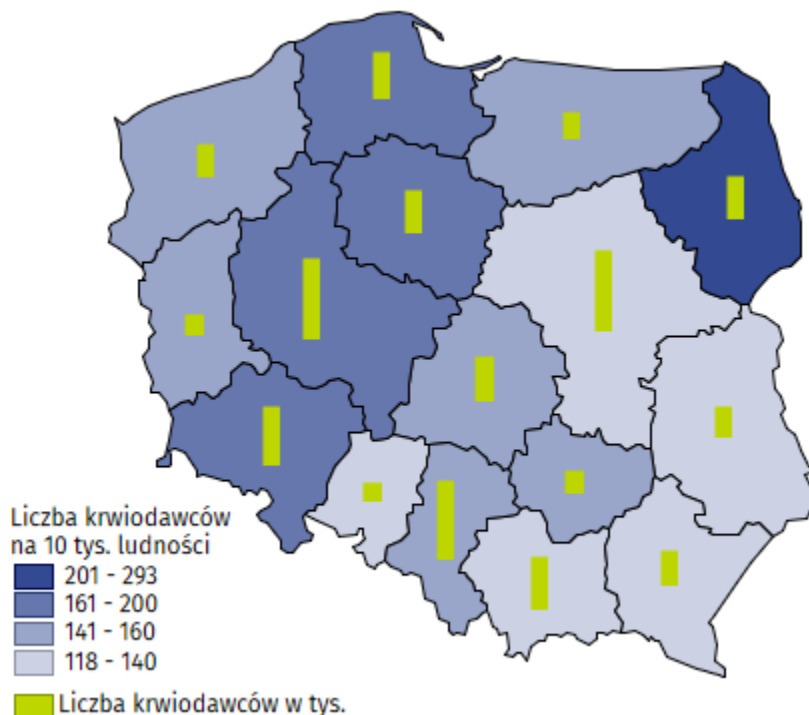 Liczba krwiodawców
na 10 tys. ludności
201 - 293
161 - 200
141 - 160
118 - 140
Liczba krwiodawców w tys.